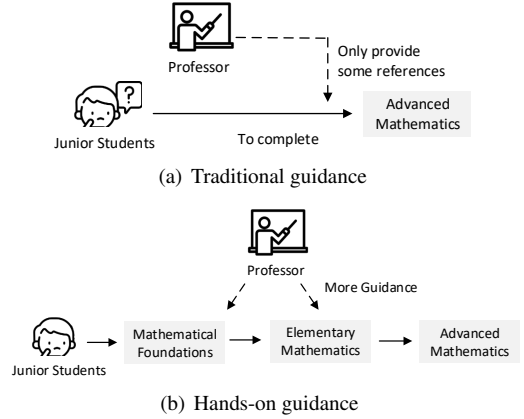 Professor
Only provide
some references
?
Junior Students
To complete
Advanced
Mathematics
(a) Traditional guidance
Professor
More Guidance
Junior Students
Mathematical
Foundations
Elementary
Mathematics
Advanced
Mathematics
(b) Hands-on guidance